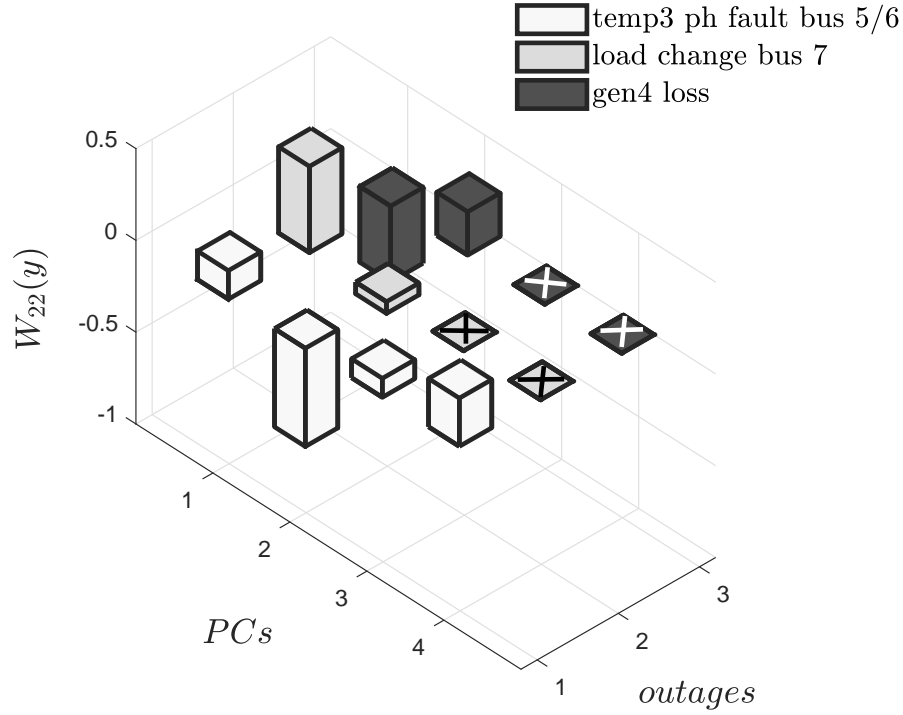 temp3 ph fault bus 5/6
load change bus 7
gen4 loss
0.5
0
-0.5
-1
W22(y)
1
2
3
4
PCs
1
2
3
outages